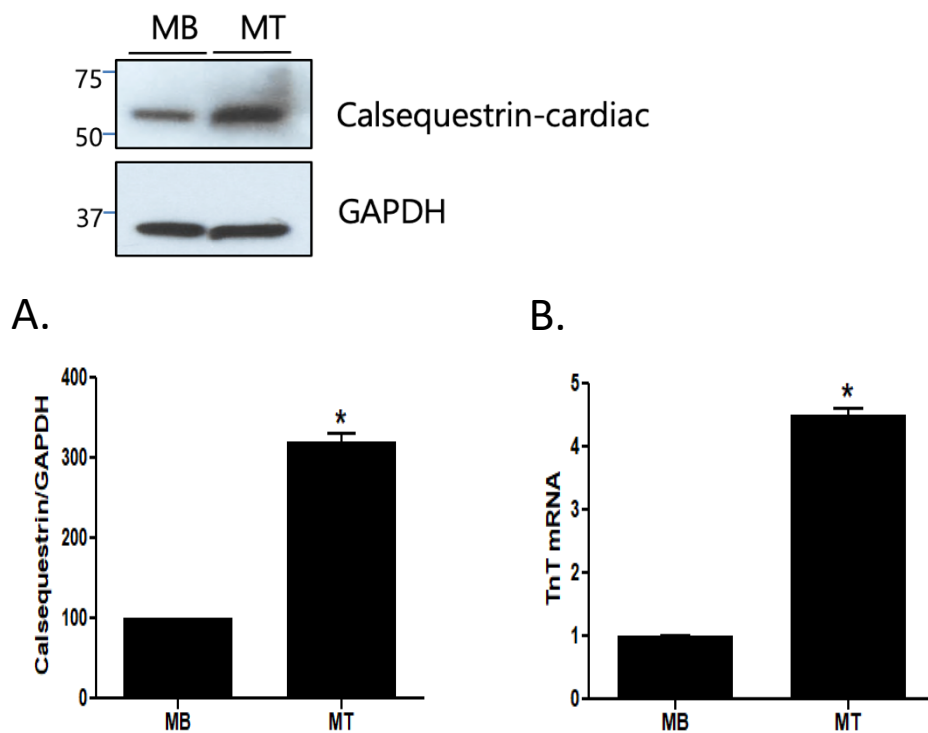 MB MT
75
50
Calsequestrin-cardiac
37
GAPDH
A.
B.
Calsequestrin/GAPDH
400
300
200
100
0
*
MB MT
TnT mRNA
5
4
3
2
1
0
*
MB MT